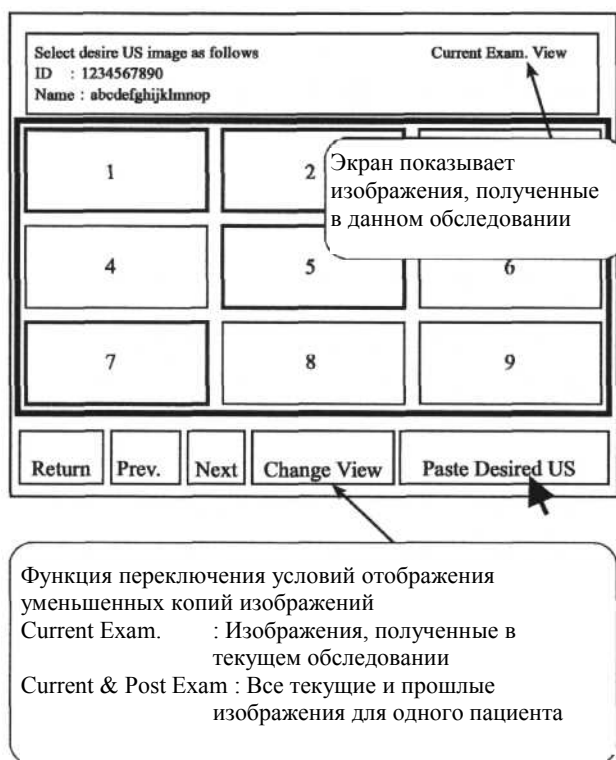 Select desire US image as follows Current Exam. View
ID : 1234567890
Name : abcdefghijklmnop
1 2
Экран показывает
изображения, полученные
в данном обследовании
4 5 6
7 8 9
Return Prev. Next Change View Paste Desired US
Функция переключения условий отображения
уменьшенных копий изображений
Current Exam. : Изображения, полученные в
текущем обследовании
Current & Post Exam : Все текущие и прошлые
изображения для одного пациента